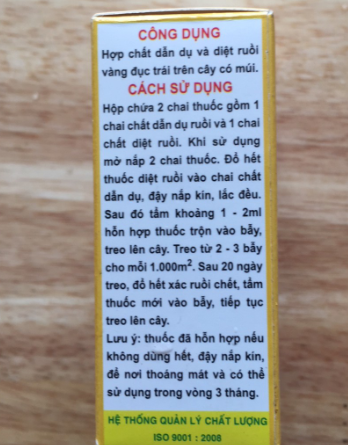 CÔNG DỤNG
Hợp chất dẫn dụ và diệt ruồi
vàng đục trái trên cây có múi.
CÁCH SỬ DỤNG
Hộp chứa 2 chai thuốc gồm 1
chai chất dẫn dụ ruồi và 1 chai
chất diệt ruồi. Khi sử dụng
mở nắp 2 chai thuốc. Đổ hết
thuốc diệt ruồi vào chai chất
dẫn dụ, đậy nắp kín, lắc đều.
Sau đó tẩm khoảng 1 - 2ml
hỗn hợp thuốc trộn vào bẫy,
treo lên cây. Treo từ 2 - 3 bẫy
cho mỗi 1.000m². Sau 20 ngày
treo, đổ hết xác ruồi chết, tẩm
thuốc mới vào bẫy, tiếp tục
treo lên cây.
Lưu ý: thuốc đã hỗn hợp nếu
không dùng hết, đậy nắp kín,
để nơi thoáng mát và có thể
sử dụng trong vòng 3 tháng.
HỆ THỐNG QUẢN LÝ CHẤT LƯỢNG
ISO 9001 : 2008